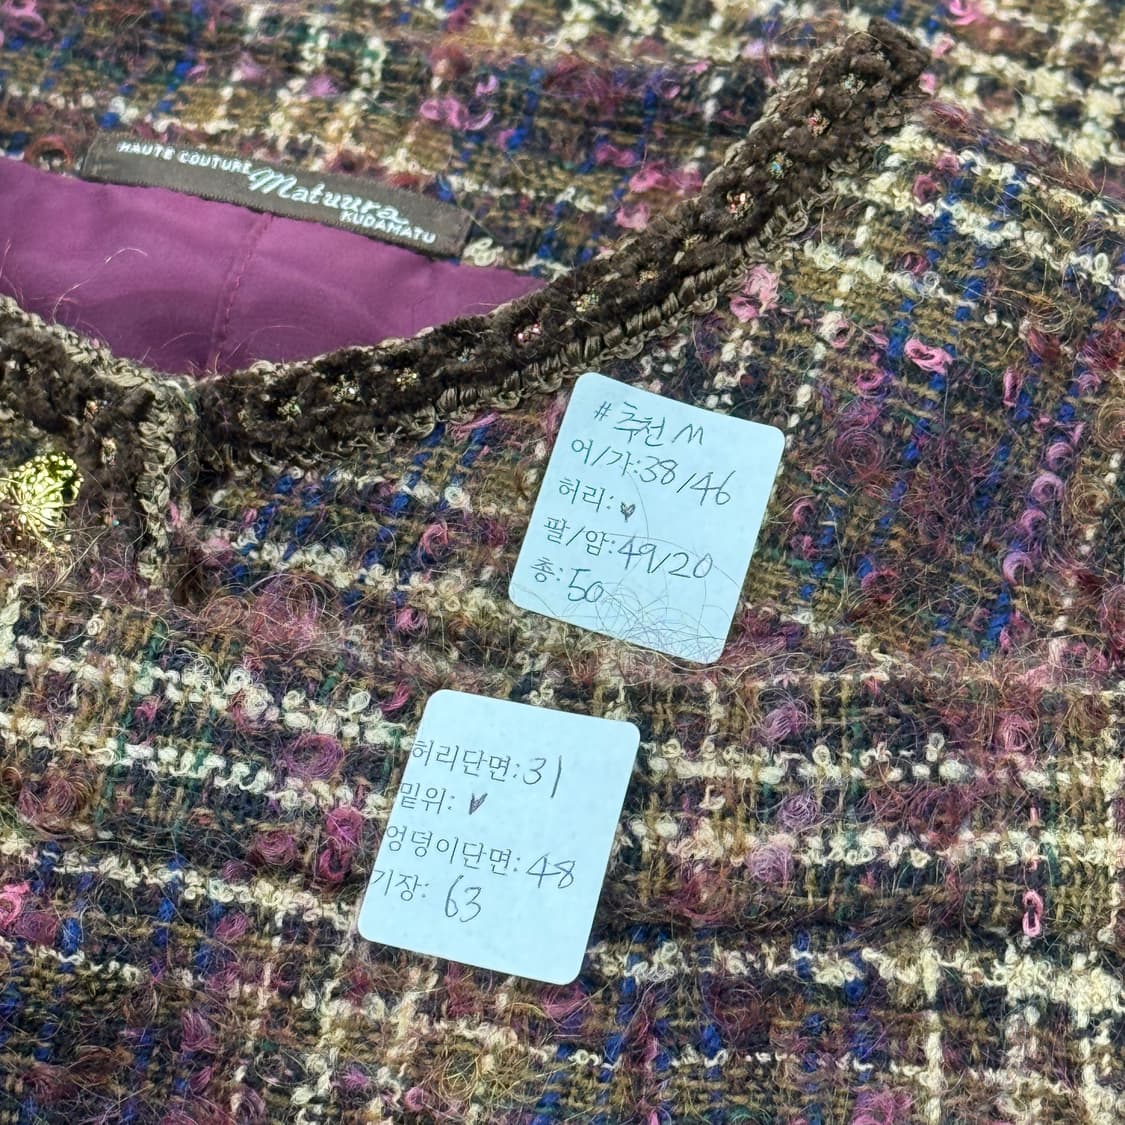 HAUTE COUTURE
Matuura
KUDAMATU
# 추천 M
어/가:38/46
허리:
팔/암:49/20
총:50
허리단면:31
밑위:
엉덩이단면:48
기장: 63